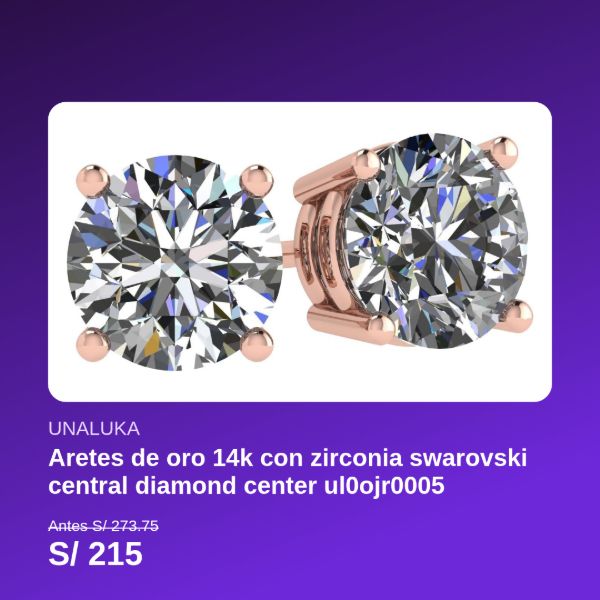 UNALUKA
Aretes de oro 14k con zirconia swarovski
central diamond center ul0ojr0005
Antes S/ 273.75
S/ 215